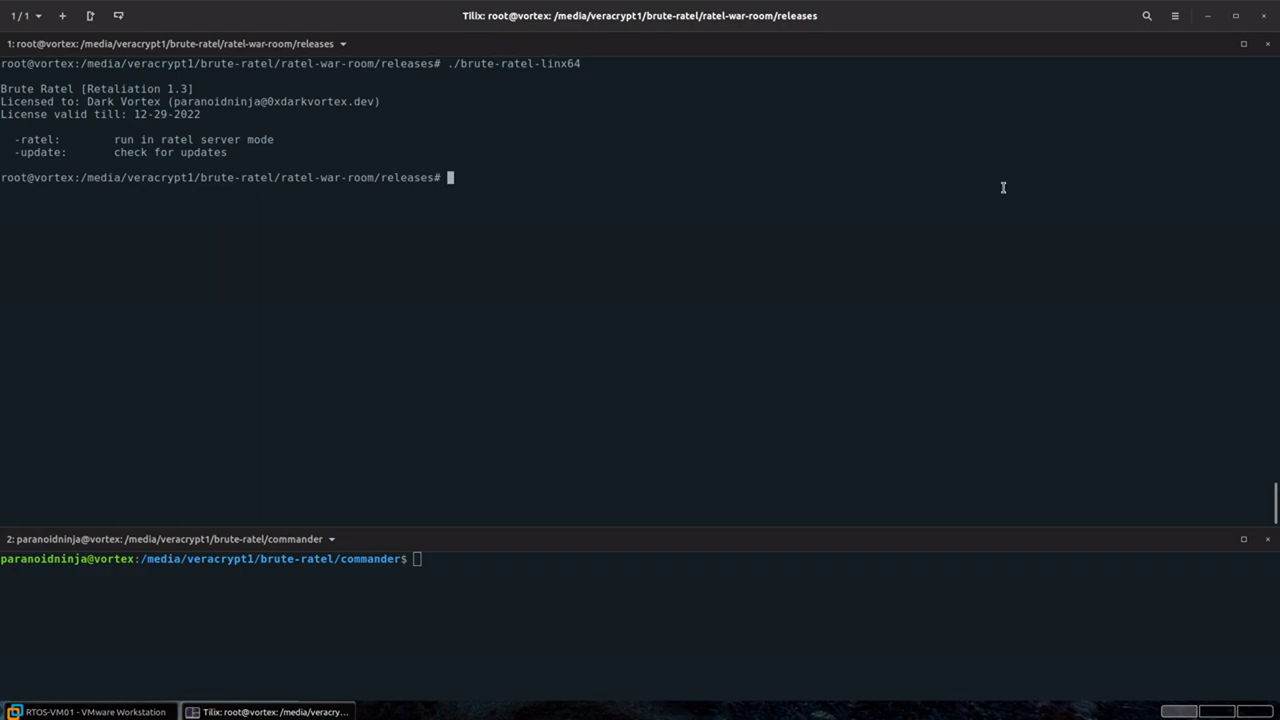 1 / 1
Tilix: root@vortex: /media/veracrypt1/brute-ratel/ratel-war-room/releases
1: root@vortex: /media/veracrypt1/brute-ratel/ratel-war-room/releases
root@vortex:/media/veracrypt1/brute-ratel/ratel-war-room/releases# ./brute-ratel-linx64
Brute Ratel [Retaliation 1.3]
Licensed to: Dark Vortex (paranoidninja@0xdarkvortex.dev)
License valid till: 12-29-2022
-ratel: run in ratel server mode
-update: check for updates
root@vortex:/media/veracrypt1/brute-ratel/ratel-war-room/releases#
2: paranoidninja@vortex: /media/veracrypt1/brute-ratel/commander
paranoidninja@vortex:/media/veracrypt1/brute-ratel/commander$
RTOS-VM01 - VMware Workstation
Tilix: root@vortex: /media/veracry...